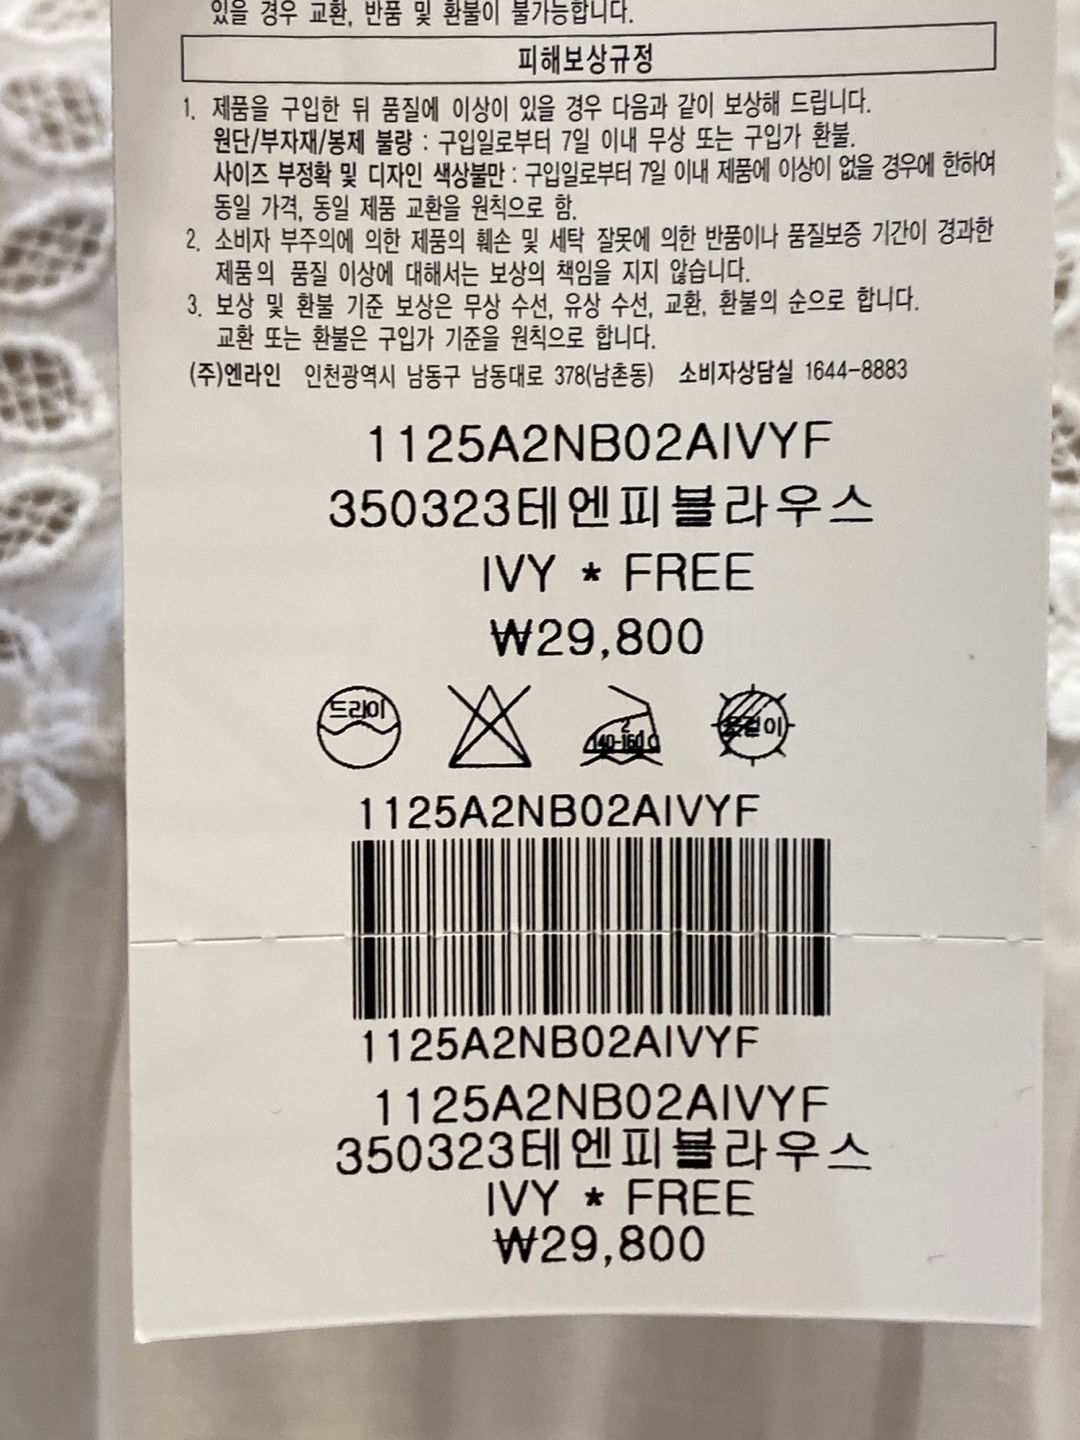 있을 경우 교환, 반품 및 환불이 불가능합니다.
피해보상규정
1. 제품을 구입한 뒤 품질에 이상이 있을 경우 다음과 같이 보상해 드립니다.
원단/부자재/봉제 불량 : 구입일로부터 7일 이내 무상 또는 구입가 환불.
사이즈 부정확 및 디자인 색상불만 : 구입일로부터 7일 이내 제품에 이상이 없을 경우에 한하여
동일 가격, 동일 제품 교환을 원칙으로 함.
2. 소비자 부주의에 의한 제품의 훼손 및 세탁 잘못에 의한 반품이나 품질보증 기간이 경과한
제품의 품질 이상에 대해서는 보상의 책임을 지지 않습니다.
3. 보상 및 환불 기준 보상은 무상 수선, 유상 수선, 교환, 환불의 순으로 합니다.
교환 또는 환불은 구입가 기준을 원칙으로 합니다.
(주)엔라인 인천광역시 남동구 남동대로 378(남촌동) 소비자상담실 1644-8883
1125A2NB02AIVYF
350323테엔피블라우스
IVY * FREE
₩29,800
드라이 2 140-160C 옷걸이
1125A2NB02AIVYF
1125A2NB02AIVYF
1125A2NB02AIVYF
350323테엔피블라우스
IVY * FREE
₩29,800